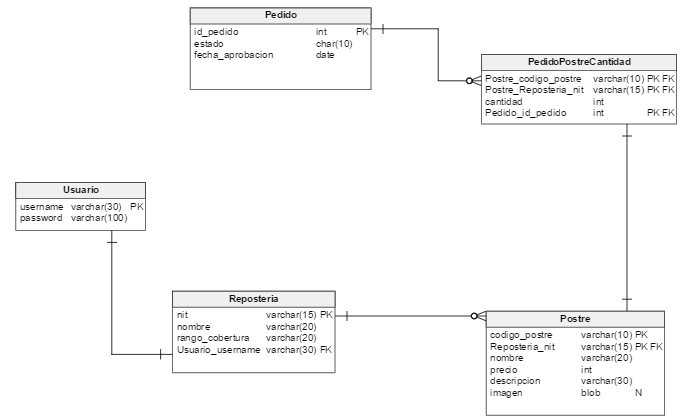 Pedido
id_pedido int PK
estado char(10)
fecha_aprobacion date
PedidoPostreCantidad
Postre_codigo_postre varchar(10) PK FK
Postre_Reposteria_nit varchar(15) PK FK
cantidad int
Pedido_id_pedido int PK FK
Usuario
username varchar(30) PK
password varchar(100)
Reposteria
nit varchar(15) PK
nombre varchar(20)
rango_cobertura varchar(20)
Usuario_username varchar(30) FK
Postre
codigo_postre varchar(10) PK
Reposteria_nit varchar(15) PK FK
nombre varchar(20)
precio int
descripcion varchar(30)
imagen blob N